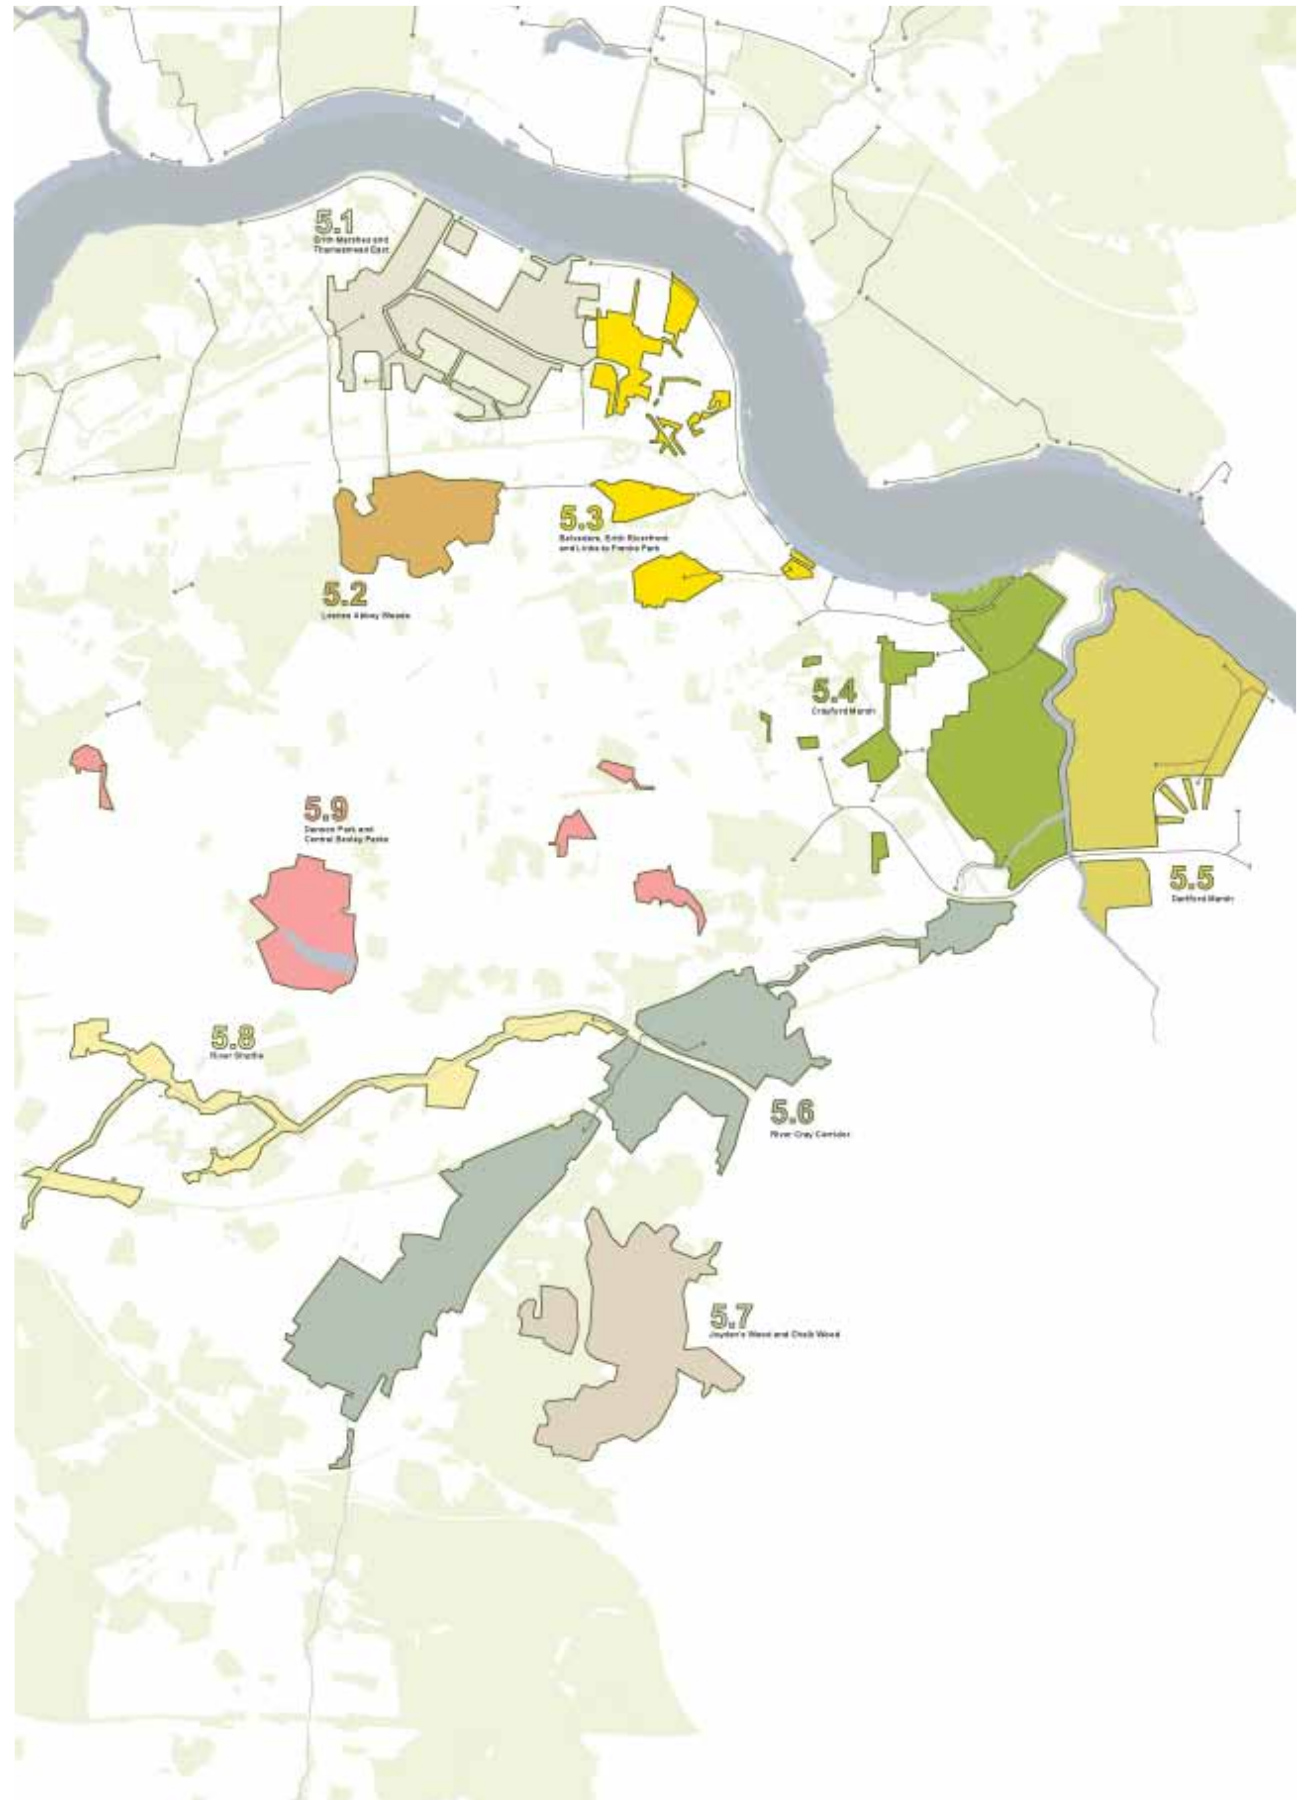 5.1
Erith Marshes and
Thamesmead East
5.2
Lesnes Abbey Woods
5.3
Belvedere, Erith Riverfront
and Links to Franks Park
5.4
Crayford Marsh
5.5
Dartford Marsh
5.9
Danson Park and
Central Bexley Parks
5.8
River Shuttle
5.6
River Cray Corridor
5.7
Joyden's Wood and Chalk Wood